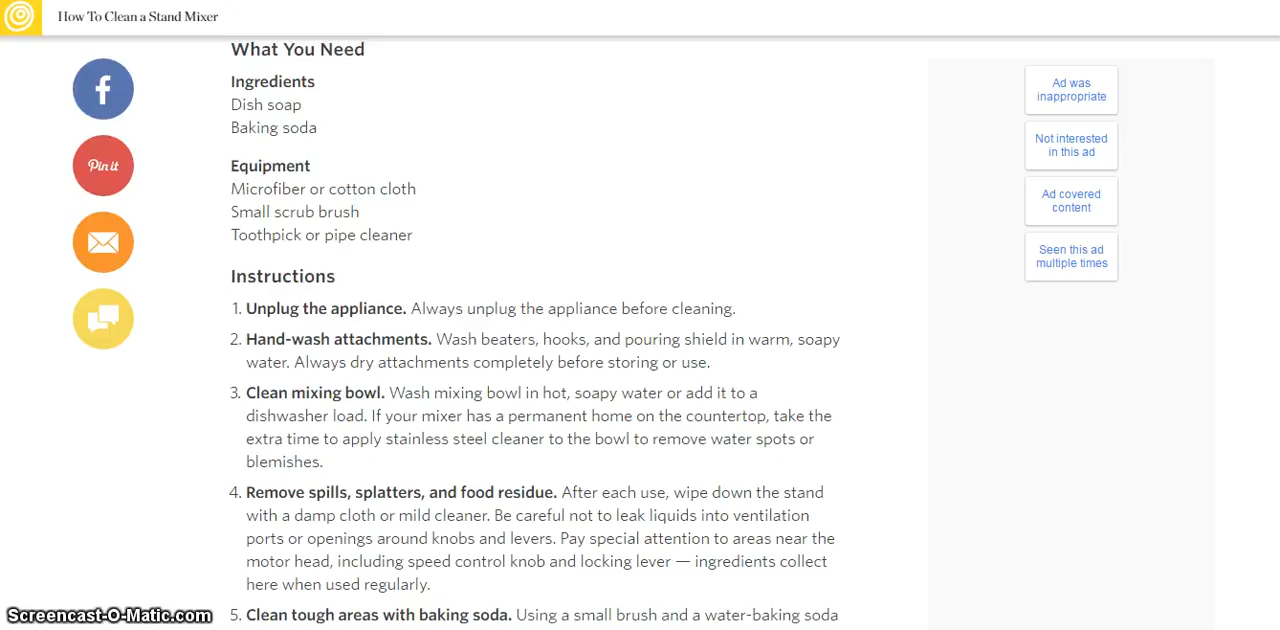 How To Clean a Stand Mixer
What You Need
Ingredients
Dish soap
Baking soda
Equipment
Microfiber or cotton cloth
Small scrub brush
Toothpick or pipe cleaner
Instructions
1. Unplug the appliance. Always unplug the appliance before cleaning.
2. Hand-wash attachments. Wash beaters, hooks, and pouring shield in warm, soapy
water. Always dry attachments completely before storing or use.
3. Clean mixing bowl. Wash mixing bowl in hot, soapy water or add it to a
dishwasher load. If your mixer has a permanent home on the countertop, take the
extra time to apply stainless steel cleaner to the bowl to remove water spots or
blemishes.
4. Remove spills, splatters, and food residue. After each use, wipe down the stand
with a damp cloth or mild cleaner. Be careful not to leak liquids into ventilation
ports or openings around knobs and levers. Pay special attention to areas near the
motor head, including speed control knob and locking lever — ingredients collect
here when used regularly.
5. Clean tough areas with baking soda. Using a small brush and a water-baking soda
f
Pin it
Ad was
inappropriate
Not interested
in this ad
Ad covered
content
Seen this ad
multiple times
Screencast-O-Matic.com